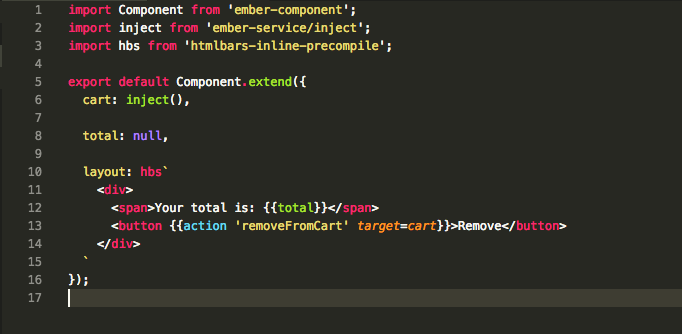 1 import Component from 'ember-component';
2 import inject from 'ember-service/inject';
3 import hbs from 'htmlbars-inline-precompile';
4
5 export default Component.extend({
6   cart: inject(),
7
8   total: null,
9
10   layout: hbs`
11     <div>
12       <span>Your total is: {{total}}</span>
13       <button {{action 'removeFromCart' target=cart}}>Remove</button>
14     </div>
15   `
16 });
17